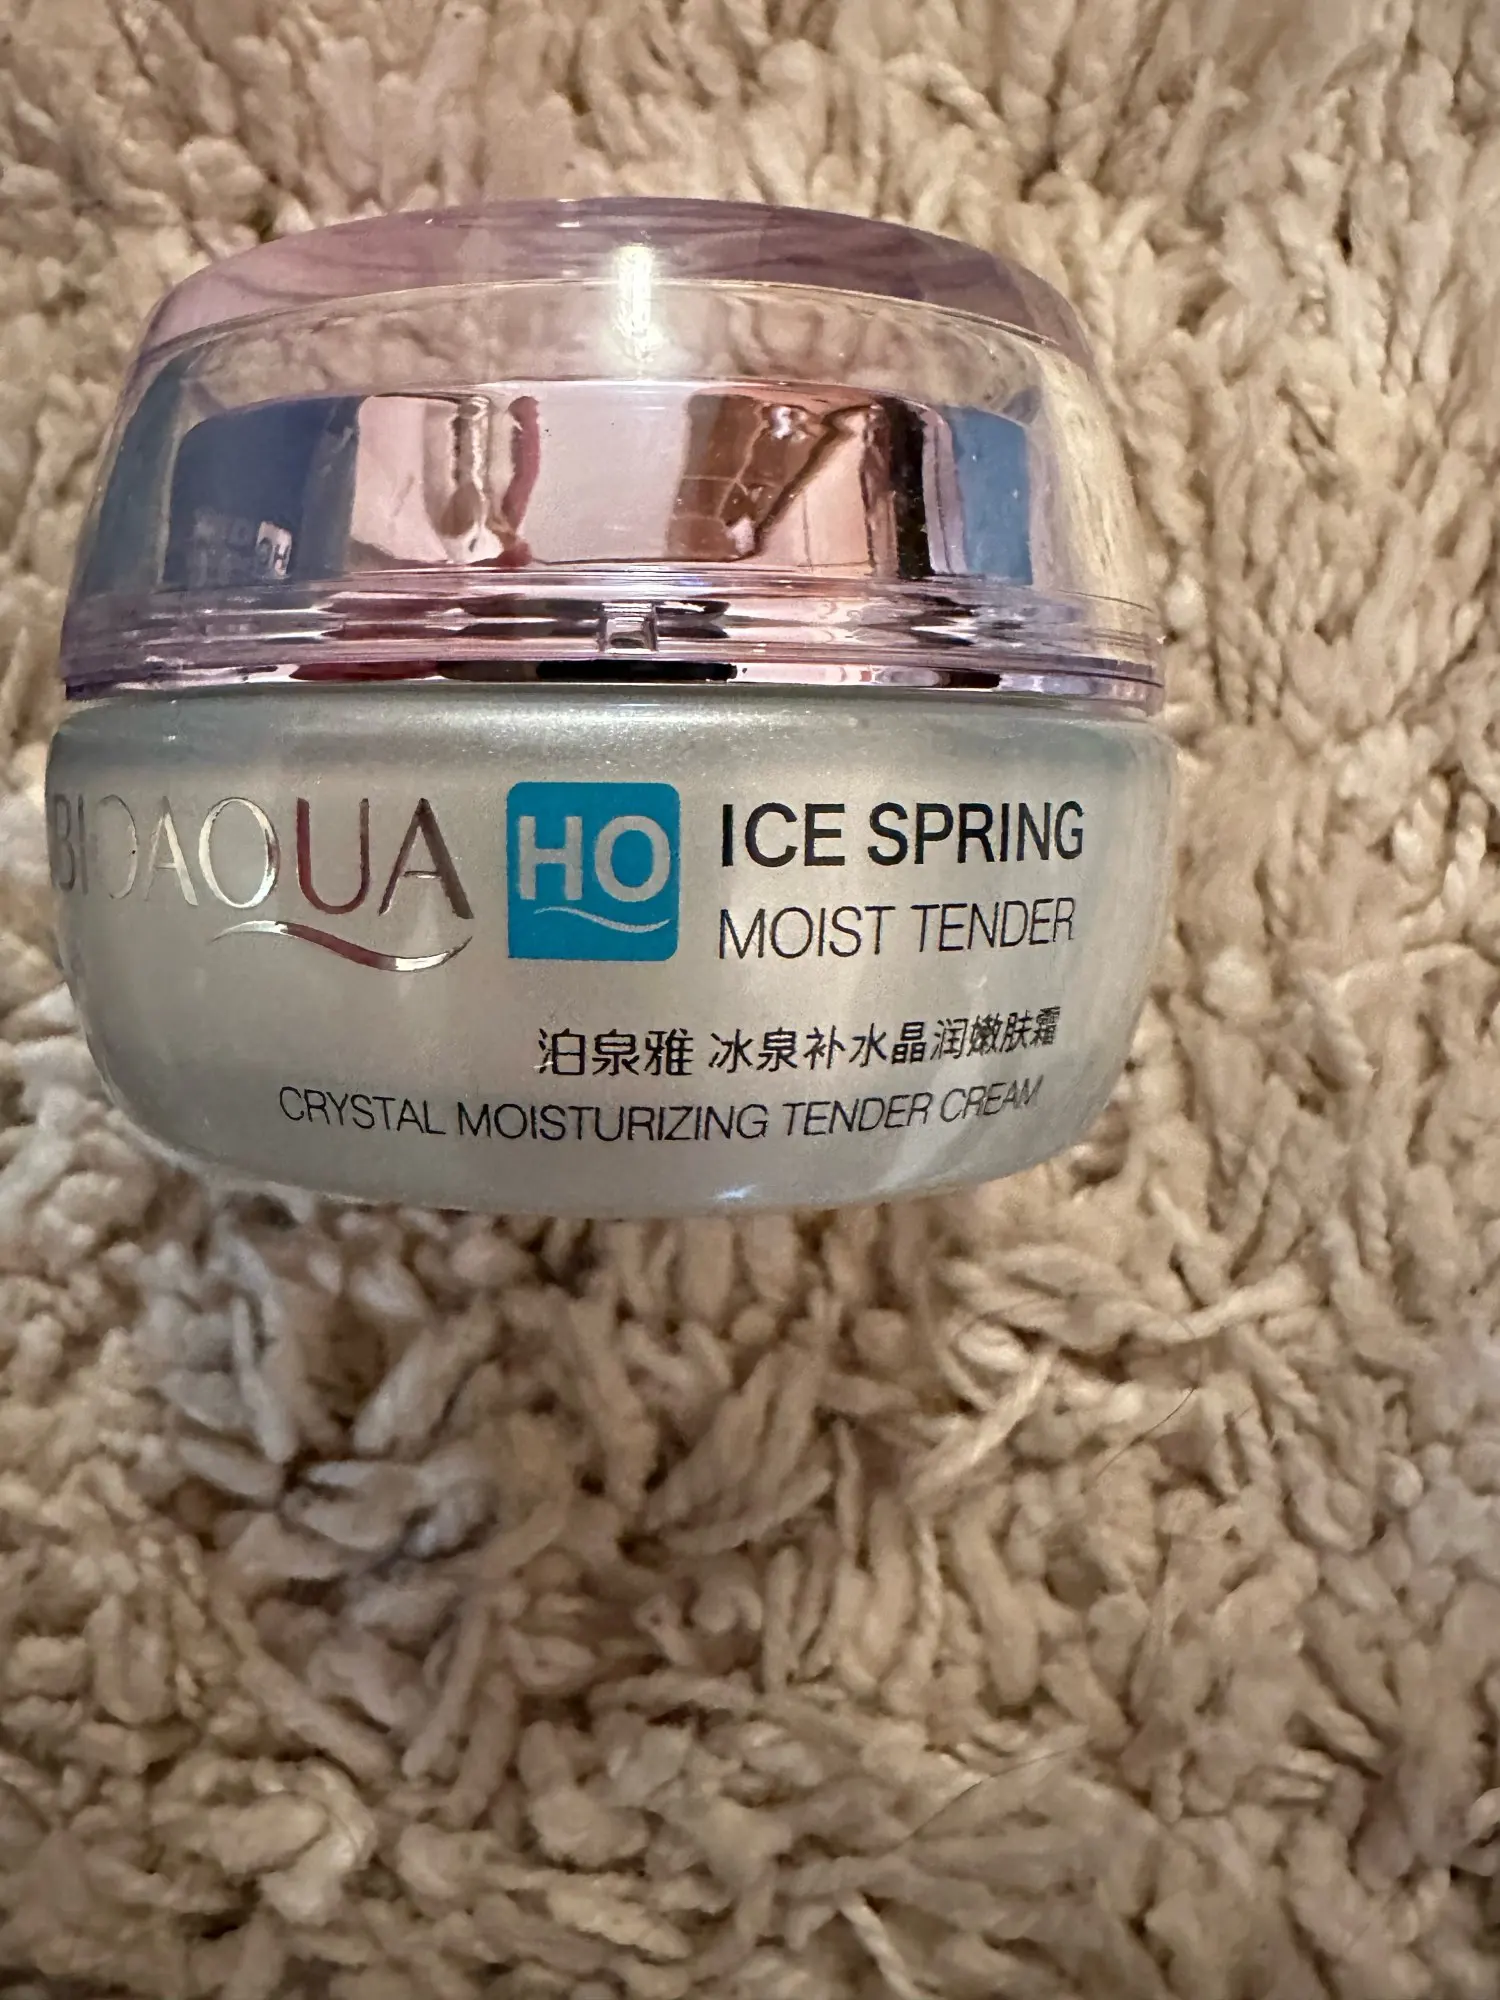 BIOAQUA
HO
ICE SPRING
MOIST TENDER
泊泉雅 冰泉补水晶润嫩肤霜
CRYSTAL MOISTURIZING TENDER CREAM